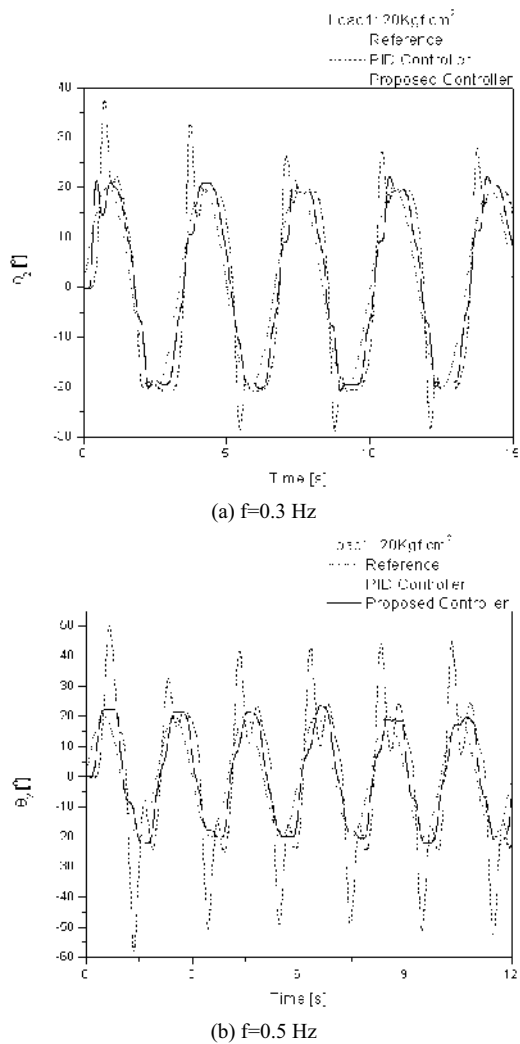 Load1: 20Kgf cm²
Reference
PID Controller
Proposed Controller
40
30
20
10
0
-10
-20
-30
θ₂ [°]
0
5
10
15
Time [s]
(a) f=0.3 Hz
Load1: 20Kgf cm²
Reference
PID Controller
Proposed Controller
50
40
30
20
10
0
-10
-20
-30
-40
-50
-60
θ₂ [°]
0
3
6
9
12
Time [s]
(b) f=0.5 Hz